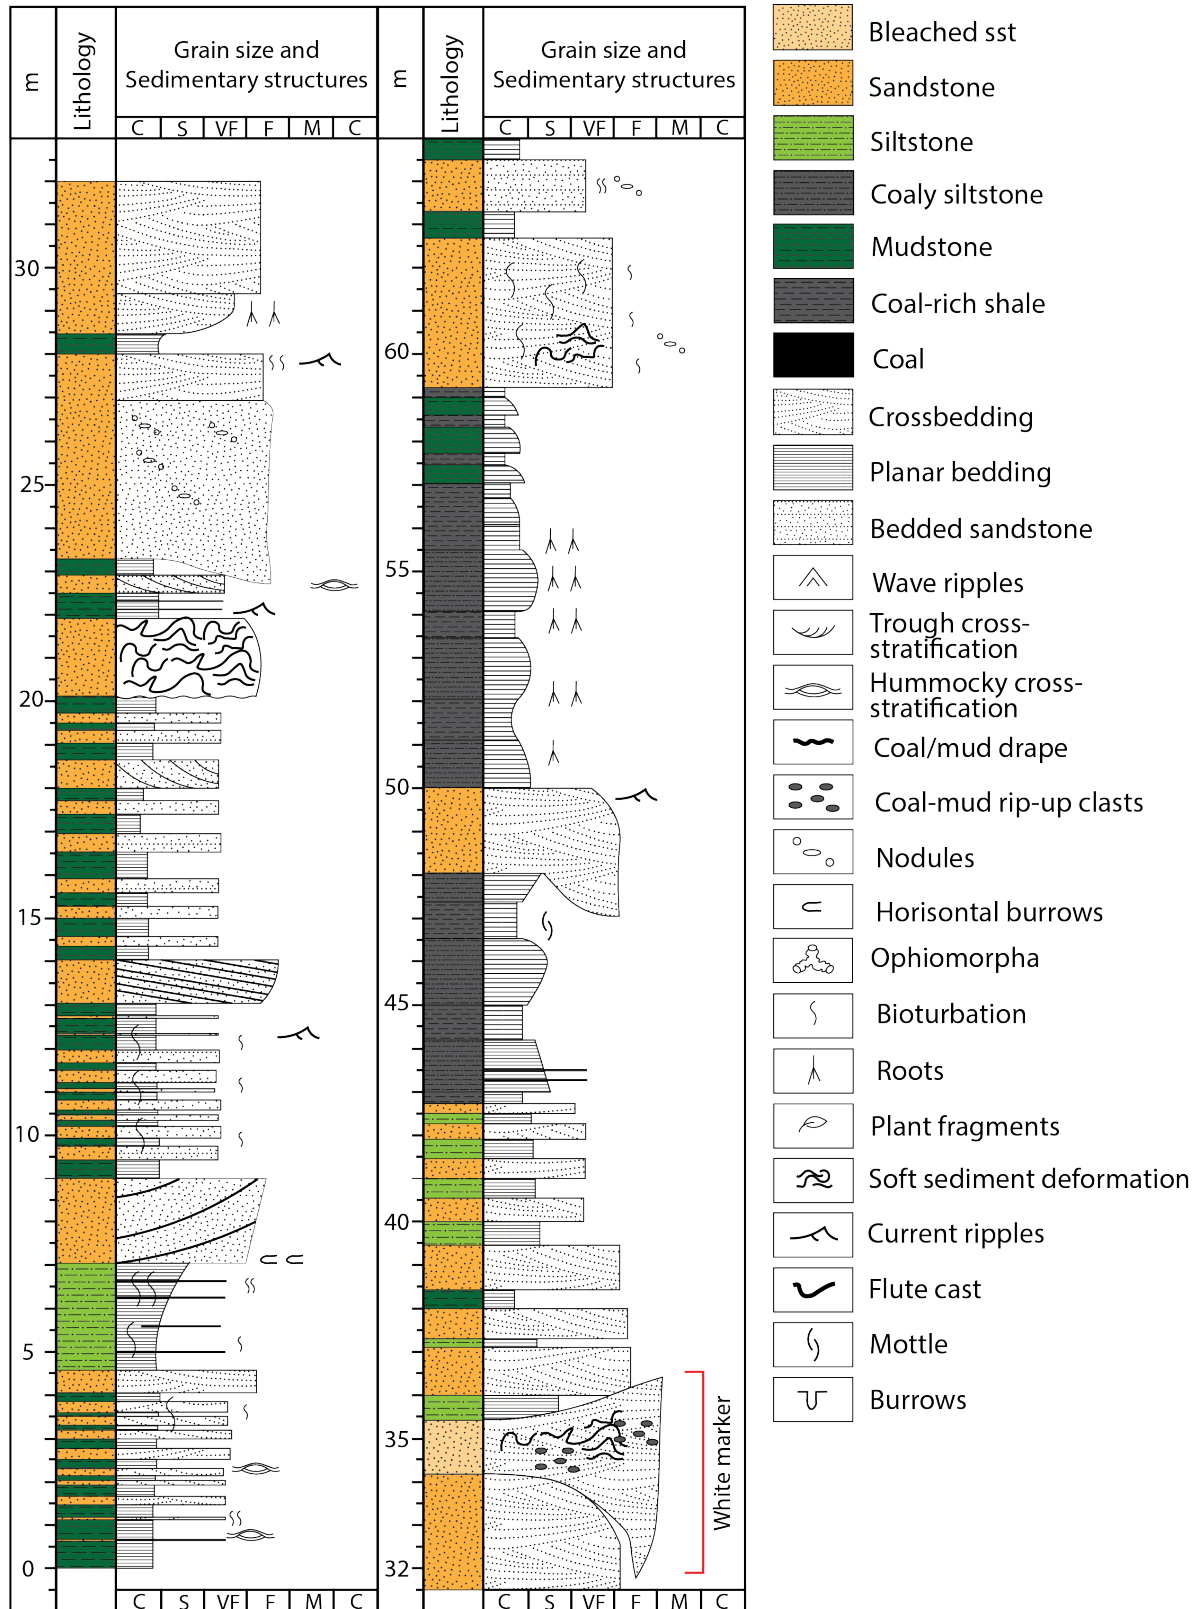 m
Lithology
Grain size and
Sedimentary structures
C S VF F M C
30
25
20
15
10
5
0
C S VF F M C
m
Lithology
Grain size and
Sedimentary structures
C S VF F M C
60
55
50
45
40
35
32
White marker
C S VF F M C
Bleached sst
Sandstone
Siltstone
Coaly siltstone
Mudstone
Coal-rich shale
Coal
Crossbedding
Planar bedding
Bedded sandstone
Wave ripples
Trough cross-
stratification
Hummocky cross-
stratification
Coal/mud drape
Coal-mud rip-up clasts
Nodules
Horisontal burrows
Ophiomorpha
Bioturbation
Roots
Plant fragments
Soft sediment deformation
Current ripples
Flute cast
Mottle
Burrows